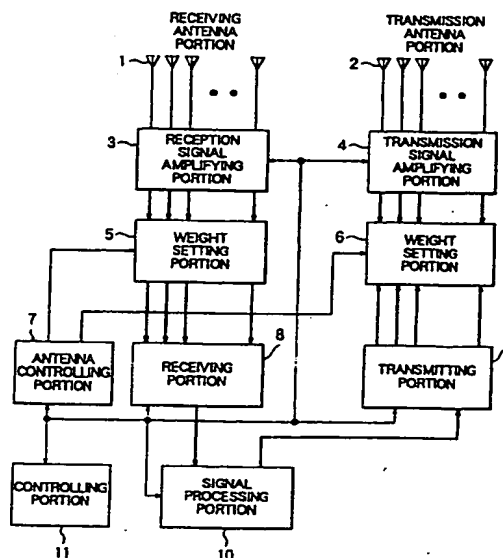 RECEIVING
ANTENNA
PORTION
TRANSMISSION
ANTENNA
PORTION
1
2
3
RECEPTION
SIGNAL
AMPLIFYING
PORTION
4
TRANSMISSION
SIGNAL
AMPLIFYING
PORTION
5
WEIGHT
SETTING
PORTION
6
WEIGHT
SETTING
PORTION
7
ANTENNA
CONTROLLING
PORTION
8
RECEIVING
PORTION
TRANSMITTING
PORTION
CONTROLLING
PORTION
11
SIGNAL
PROCESSING
PORTION
10